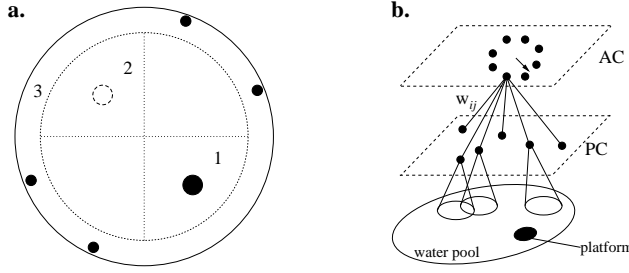 a.
2
3
1
b.
AC
w_ij
PC
water pool
platform